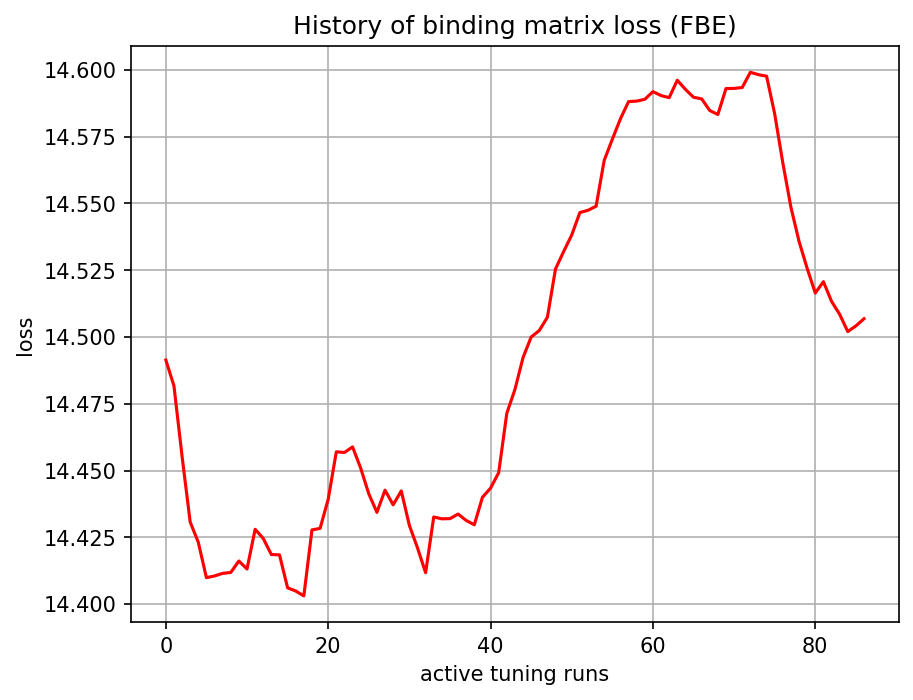 History of binding matrix loss (FBE)
14.600
14.575
14.550
14.525
14.500
14.475
14.450
14.425
14.400
loss
0 20 40 60 80
active tuning runs